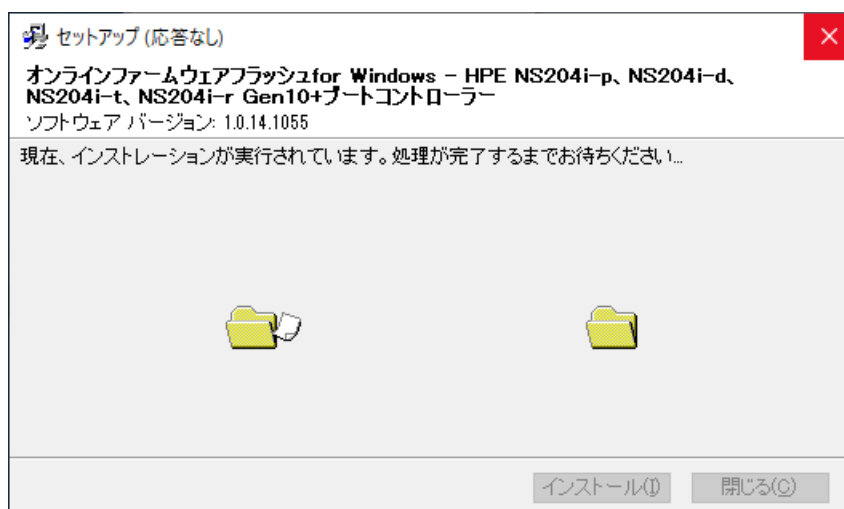 セットアップ (応答なし)
オンラインファームウェアフラッシュfor Windows - HPE NS204i-p、NS204i-d、
NS204i-t、NS204i-r Gen10+ブートコントローラー
ソフトウェア バージョン: 1.0.14.1055
現在、インストレーションが実行されています。処理が完了するまでお待ちください...
インストール(I)
閉じる(C)